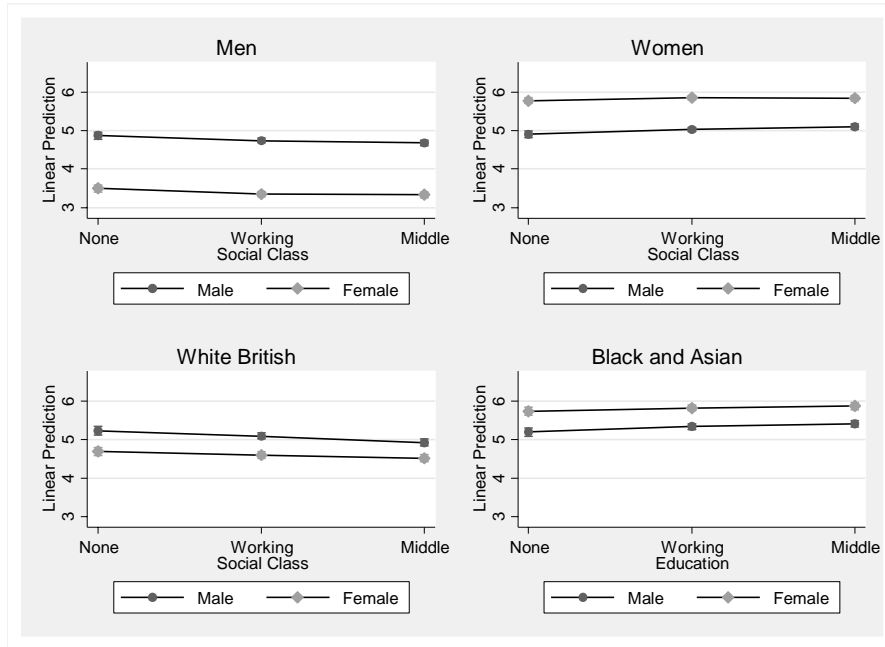 Men
Linear Prediction
6
5
4
3
None Working Middle
Social Class
Male Female
Women
Linear Prediction
6
5
4
3
None Working Middle
Social Class
Male Female
White British
Linear Prediction
6
5
4
3
None Working Middle
Social Class
Male Female
Black and Asian
Linear Prediction
6
5
4
3
None Working Middle
Education
Male Female